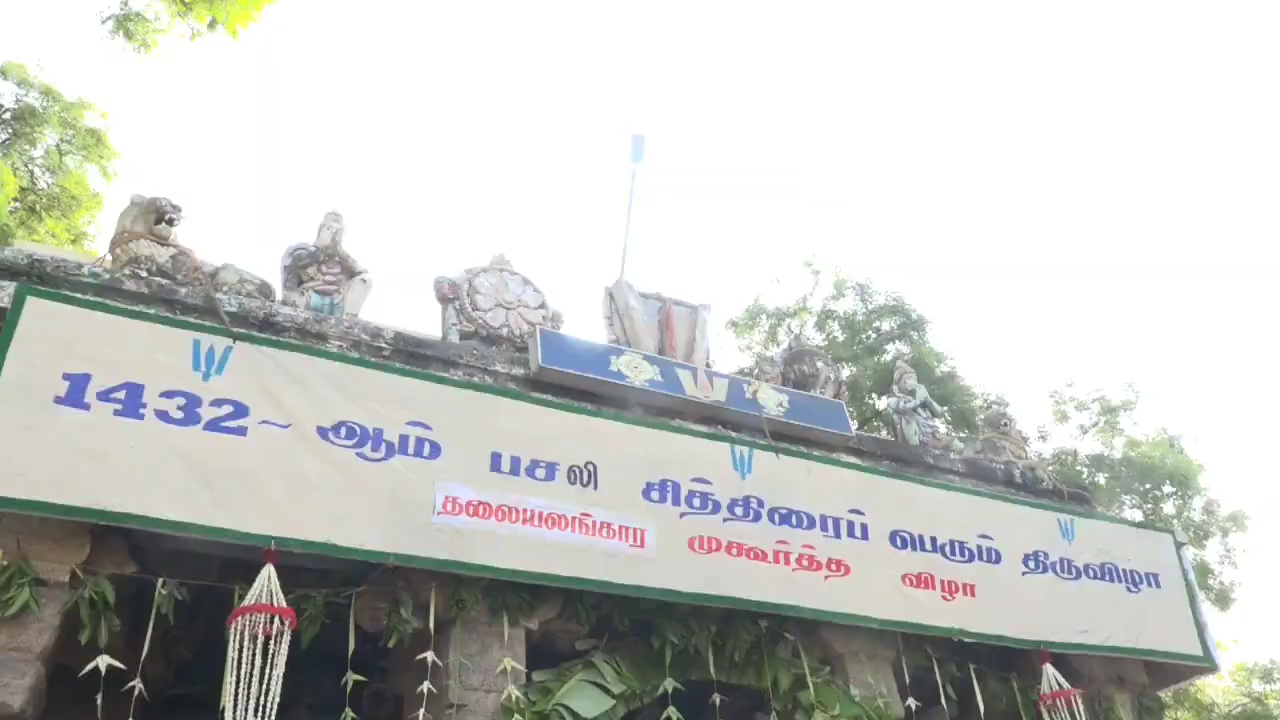 1432~ ஆம் பசலி சித்திரைப் பெரும் திருவிழா
தலையலங்கார முகூர்த்த விழா